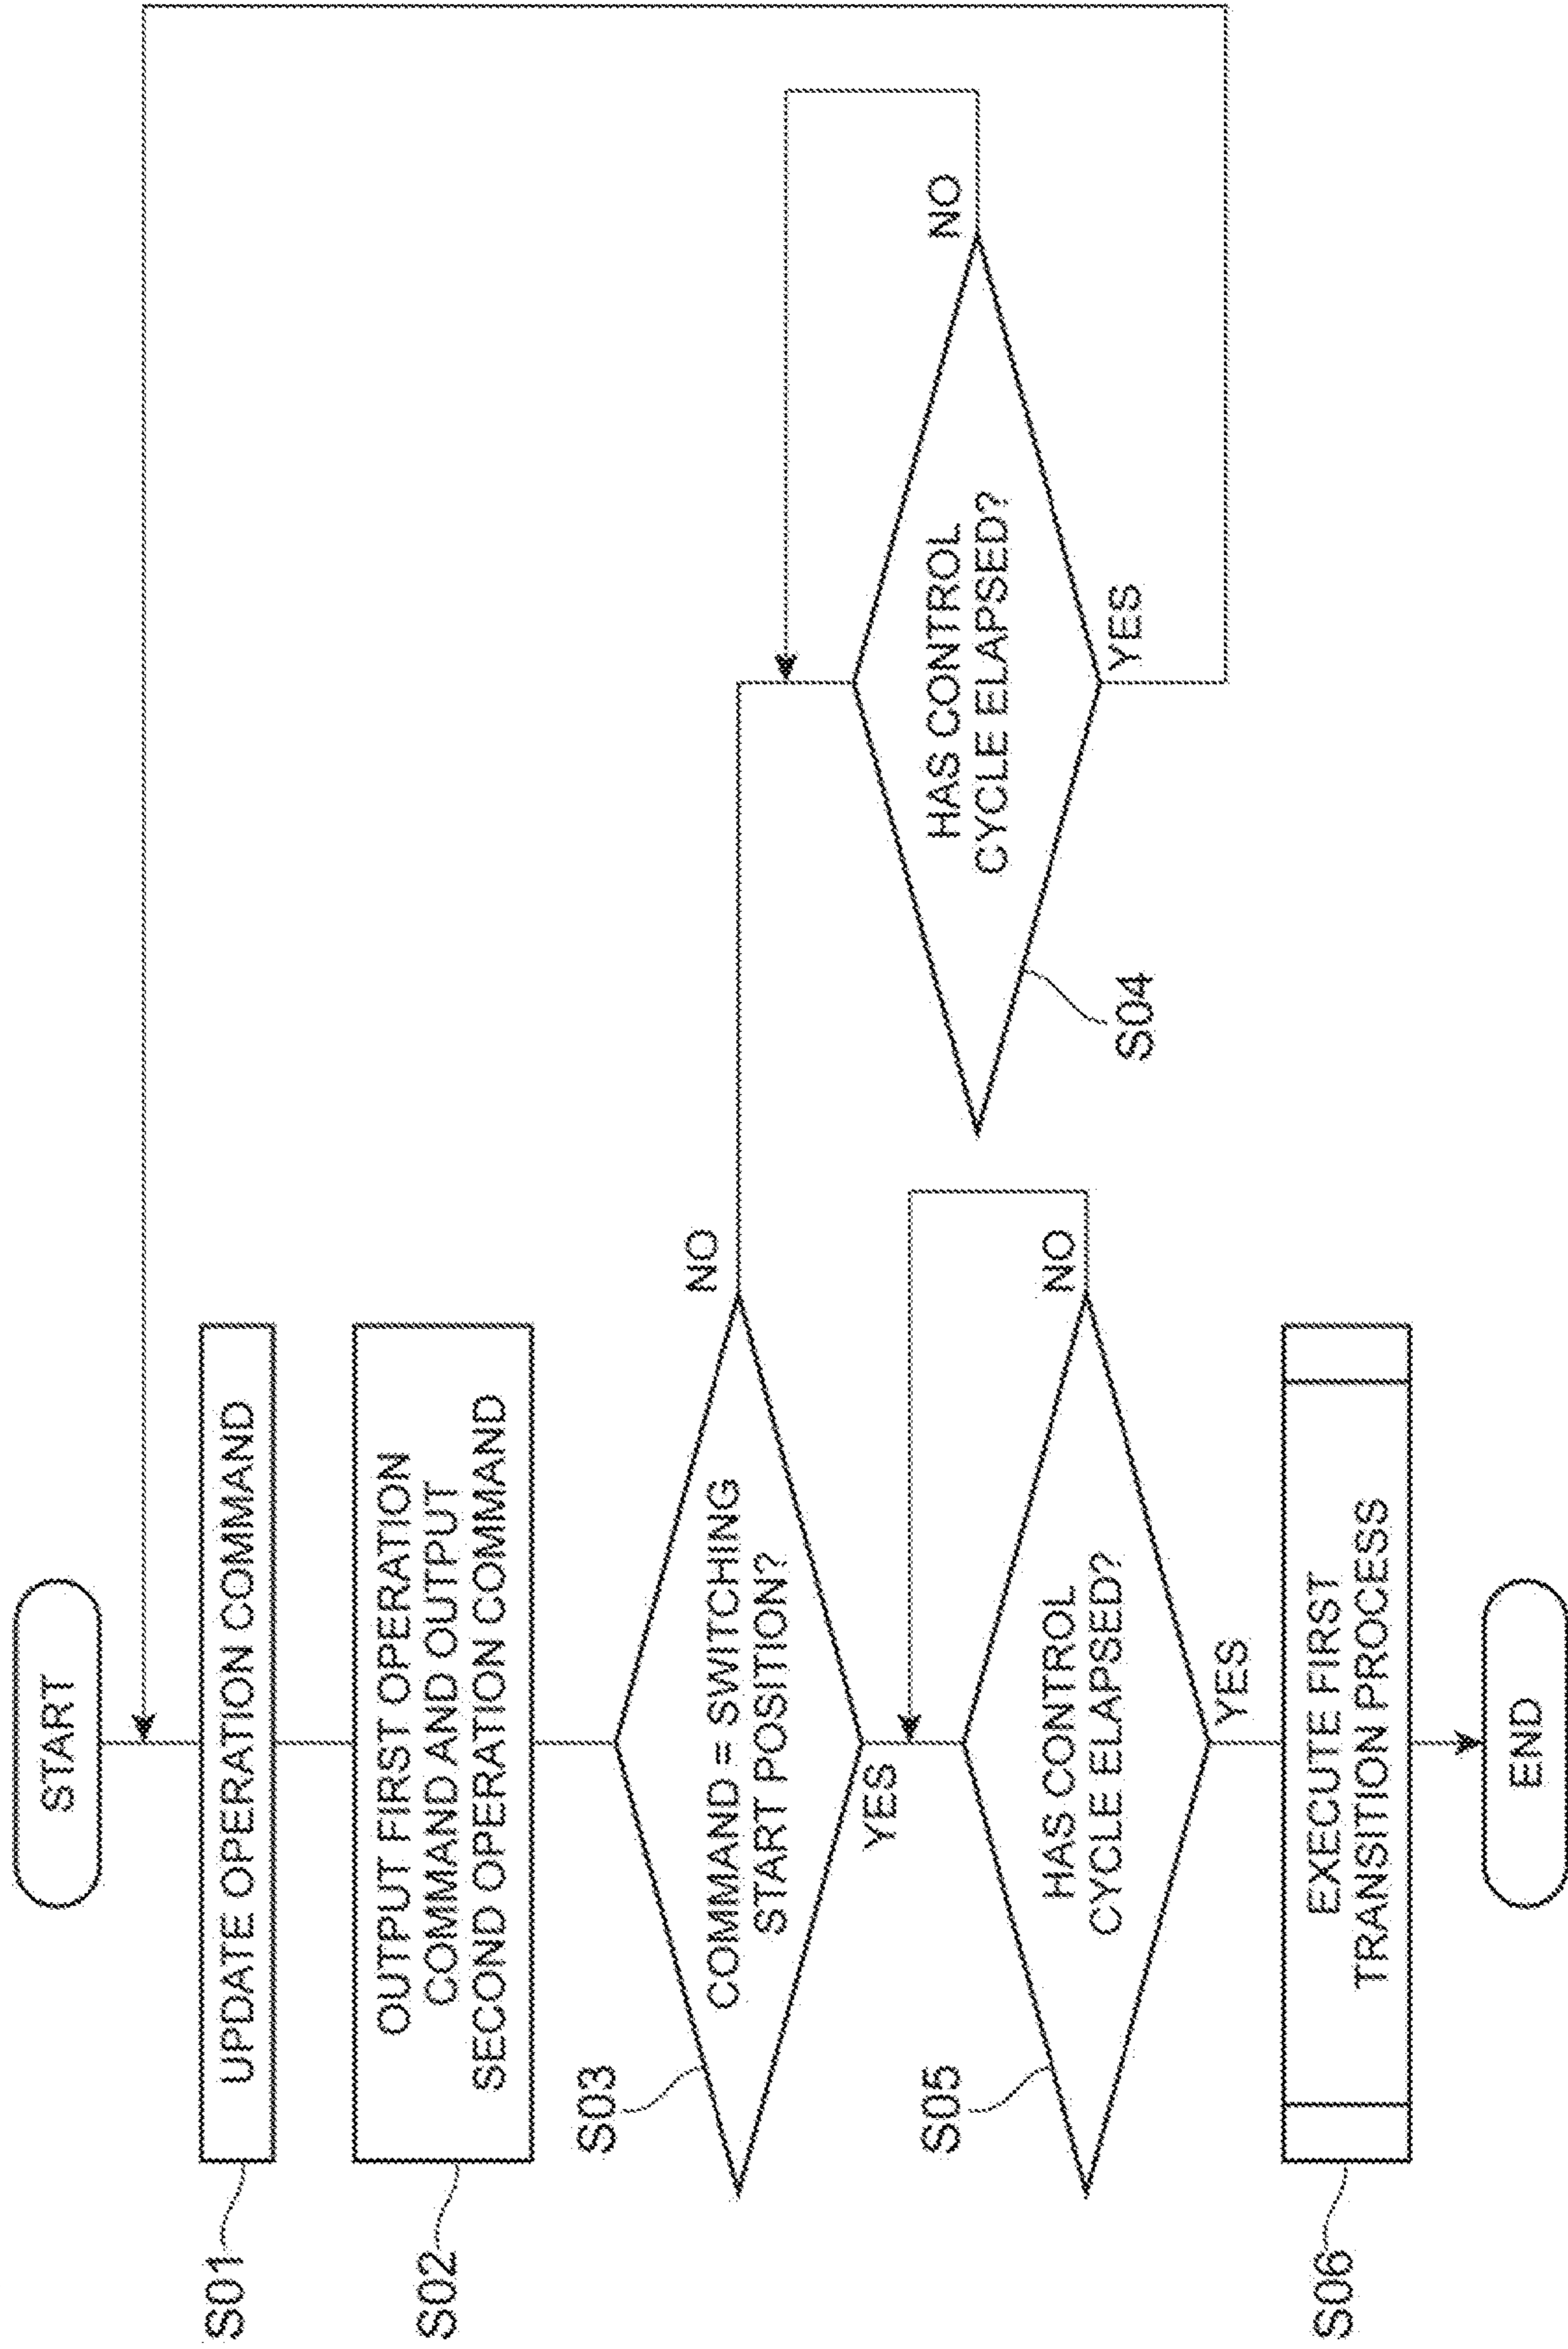 START
S01
UPDATE OPERATION COMMAND
S02
OUTPUT FIRST OPERATION
COMMAND AND OUTPUT
SECOND OPERATION COMMAND
S03
COMMAND = SWITCHING
START POSITION?
NO
YES
HAS CONTROL
CYCLE ELAPSED?
NO
YES
S04
S05
HAS CONTROL
CYCLE ELAPSED?
NO
YES
S06
EXECUTE FIRST
TRANSITION PROCESS
END